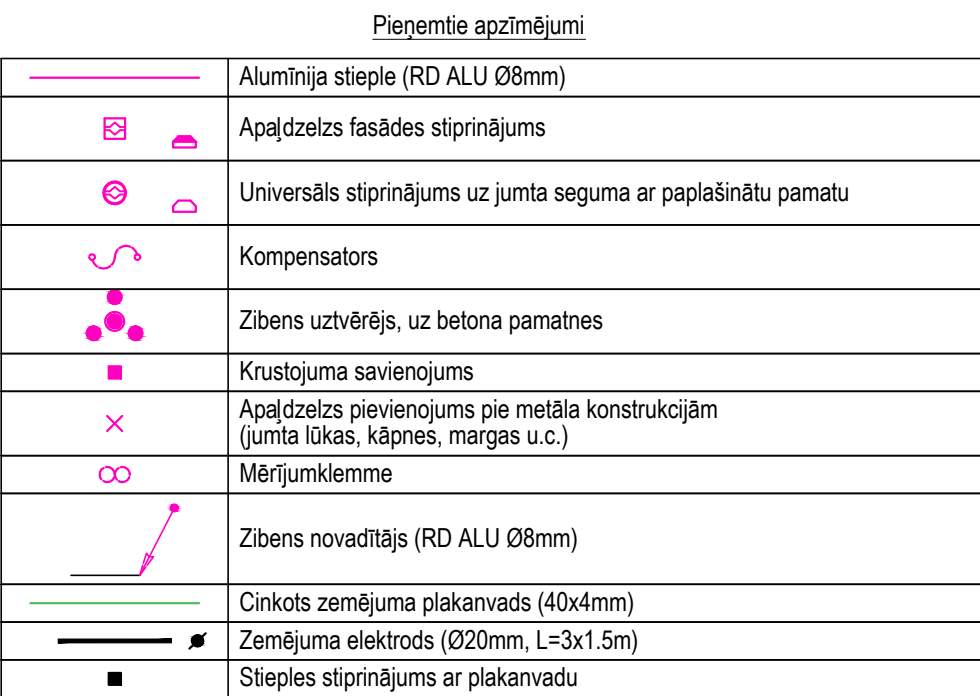 Pieņemtie apzīmējumi
Alumīnija stieple (RD ALU Ø8mm)
Apaļdzelzs fasādes stiprinājums
Universāls stiprinājums uz jumta seguma ar paplašinātu pamatu
Kompensators
Zibens uztvērējs, uz betona pamatnes
Krustojuma savienojums
Apaļdzelzs pievienojums pie metāla konstrukcijām
(jumta lūkas, kāpnes, margas u.c.)
Mērījumklemme
Zibens novadītājs (RD ALU Ø8mm)
Cinkots zemējuma plakanvads (40x4mm)
Zemējuma elektrods (Ø20mm, L=3x1.5m)
Stieples stiprinājums ar plakanvadu